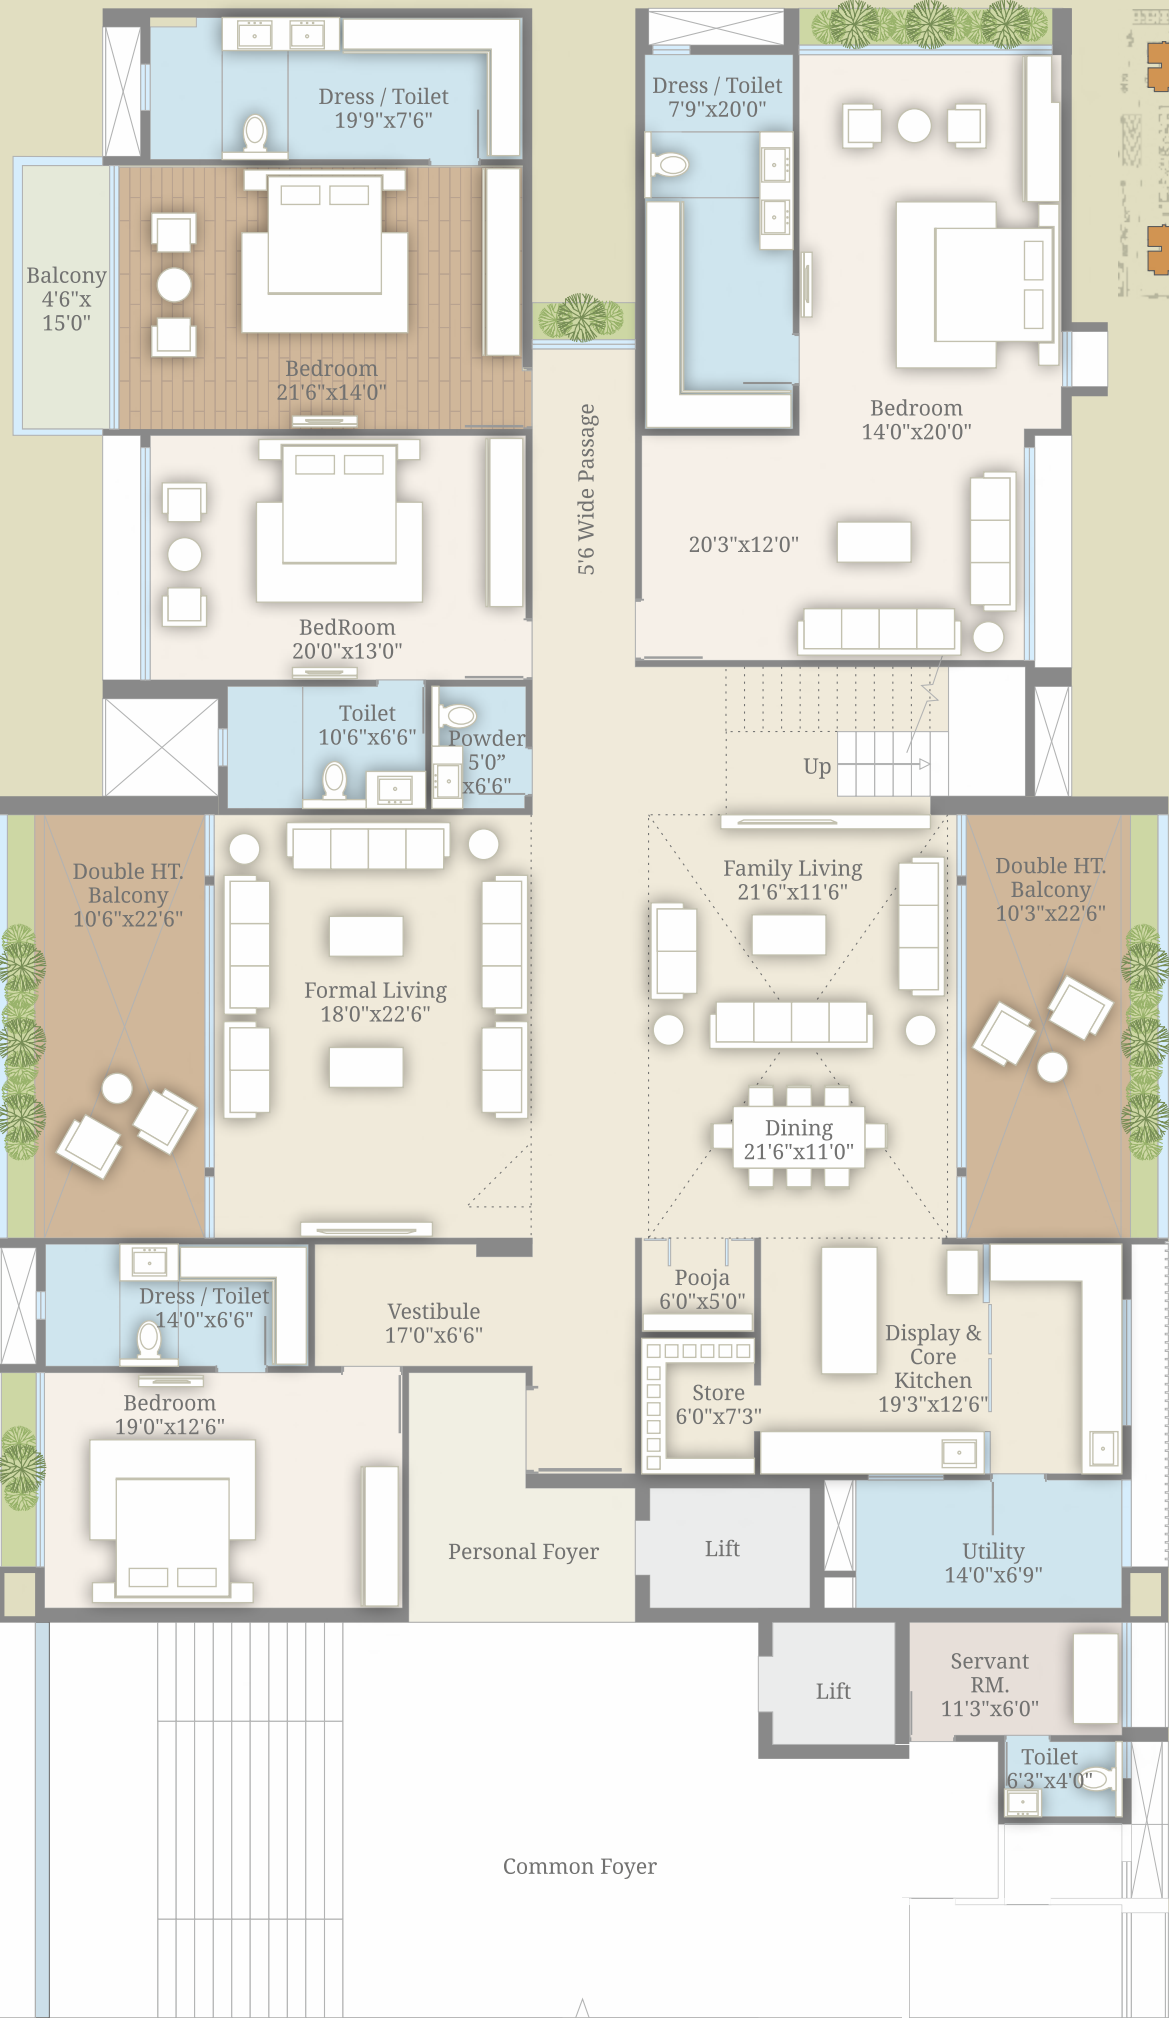 Dress / Toilet
19'9"x7'6"
Dress / Toilet
7'9"x20'0"
Balcony
4'6"x
15'0"
Bedroom
21'6"x14'0"
Bedroom
14'0"x20'0"
5'6 Wide Passage
20'3"x12'0"
BedRoom
20'0"x13'0"
Toilet
10'6"x6'6"
Powder
5'0”
x6'6"
Up
Double HT.
Balcony
10'6"x22'6"
Family Living
21'6"x11'6"
Double HT.
Balcony
10'3"x22'6"
Formal Living
18'0"x22'6"
Dining
21'6"x11'0"
Dress / Toilet
14'0"x6'6"
Vestibule
17'0"x6'6"
Pooja
6'0"x5'0"
Display &
Core
Kitchen
19'3"x12'6"
Store
6'0"x7'3"
Bedroom
19'0"x12'6"
Personal Foyer
Lift
Utility
14'0"x6'9"
Lift
Servant
RM.
11'3"x6'0"
Toilet
6'3"x4'0"
Common Foyer